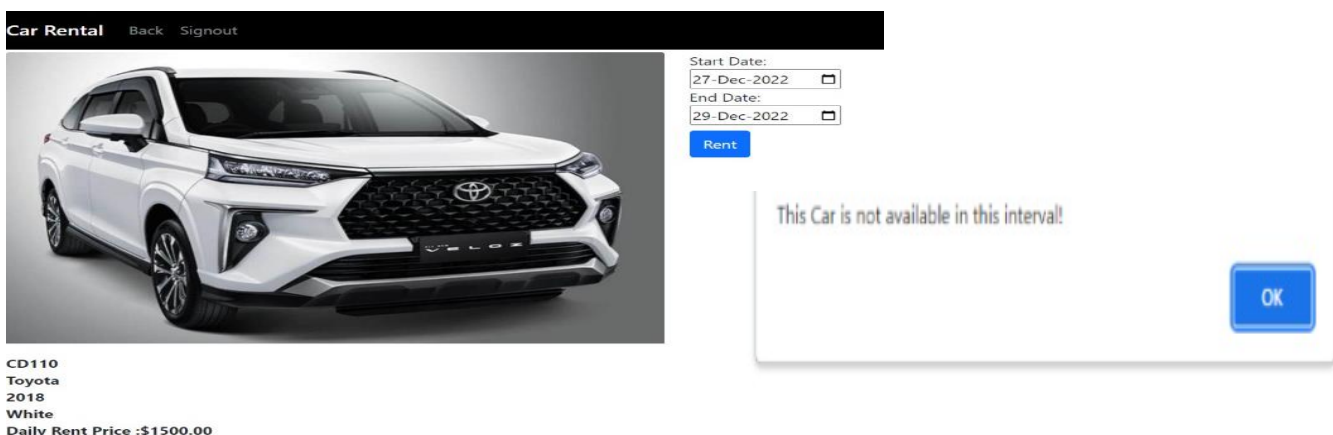 Car Rental Back Signout
Start Date:
27-Dec-2022
End Date:
29-Dec-2022
Rent
This Car is not available in this interval!
OK
VELOZ
CD110
Toyota
2018
White
Daily Rent Price :$1500.00